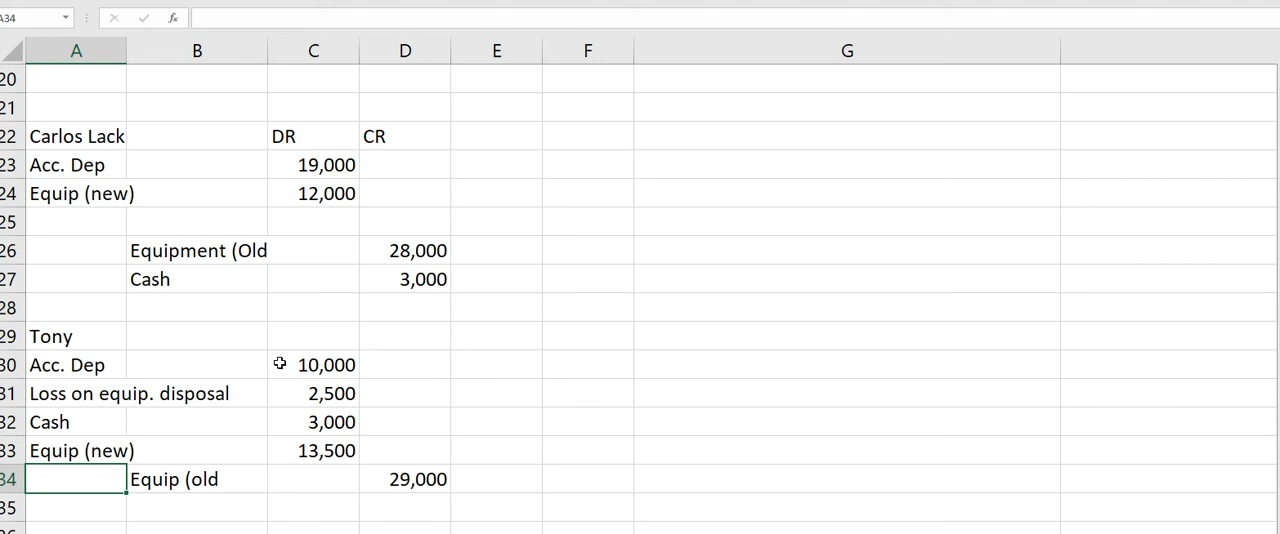 A34 fx
A B C D E F G
20
21
22 Carlos Lack DR CR
23 Acc. Dep 19,000
24 Equip (new) 12,000
25
26 Equipment (Old 28,000
27 Cash 3,000
28
29 Tony
30 Acc. Dep 10,000
31 Loss on equip. disposal 2,500
32 Cash 3,000
33 Equip (new) 13,500
34 Equip (old 29,000
35